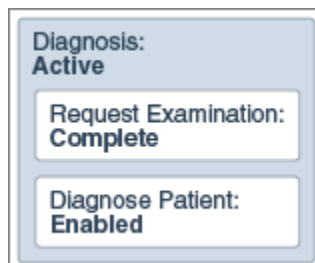 Diagnosis:
Active
Request Examination:
Complete
Diagnose Patient:
Enabled